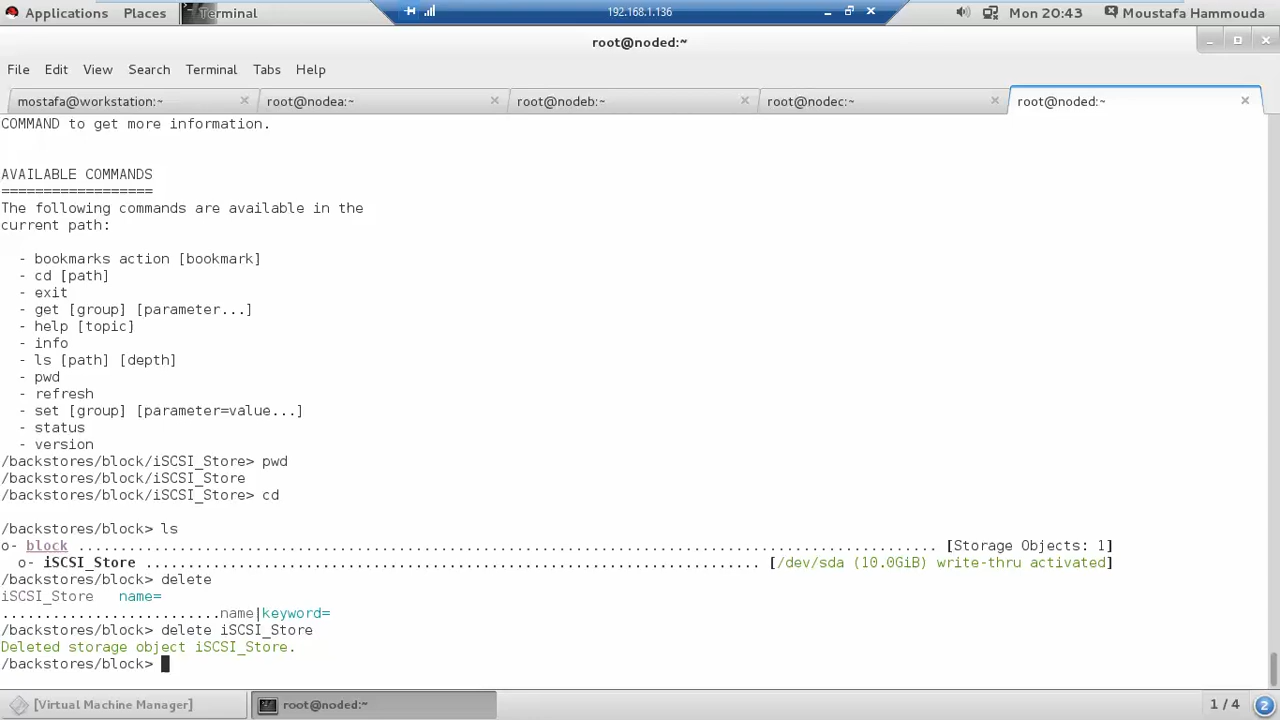 Applications Places Terminal 192.168.1.136 Mon 20:43 Moustafa Hammouda
root@noded:~
File Edit View Search Terminal Tabs Help
mostafa@workstation:~ root@nodea:~ root@nodeb:~ root@nodec:~ root@noded:~
COMMAND to get more information.
AVAILABLE COMMANDS
==================
The following commands are available in the
current path:
- bookmarks action [bookmark]
- cd [path]
- exit
- get [group] [parameter...]
- help [topic]
- info
- ls [path] [depth]
- pwd
- refresh
- set [group] [parameter=value...]
- status
- version
/backstores/block/iSCSI_Store> pwd
/backstores/block/iSCSI_Store
/backstores/block/iSCSI_Store> cd
/backstores/block> ls
o- block ...................................................................................................... [Storage Objects: 1]
o- iSCSI_Store ......................................................................... [/dev/sda (10.0GiB) write-thru activated]
/backstores/block> delete
iSCSI_Store name=
..........................name|keyword=
/backstores/block> delete iSCSI_Store
Deleted storage object iSCSI_Store.
/backstores/block>
[Virtual Machine Manager] root@noded:~ 1 / 4 2